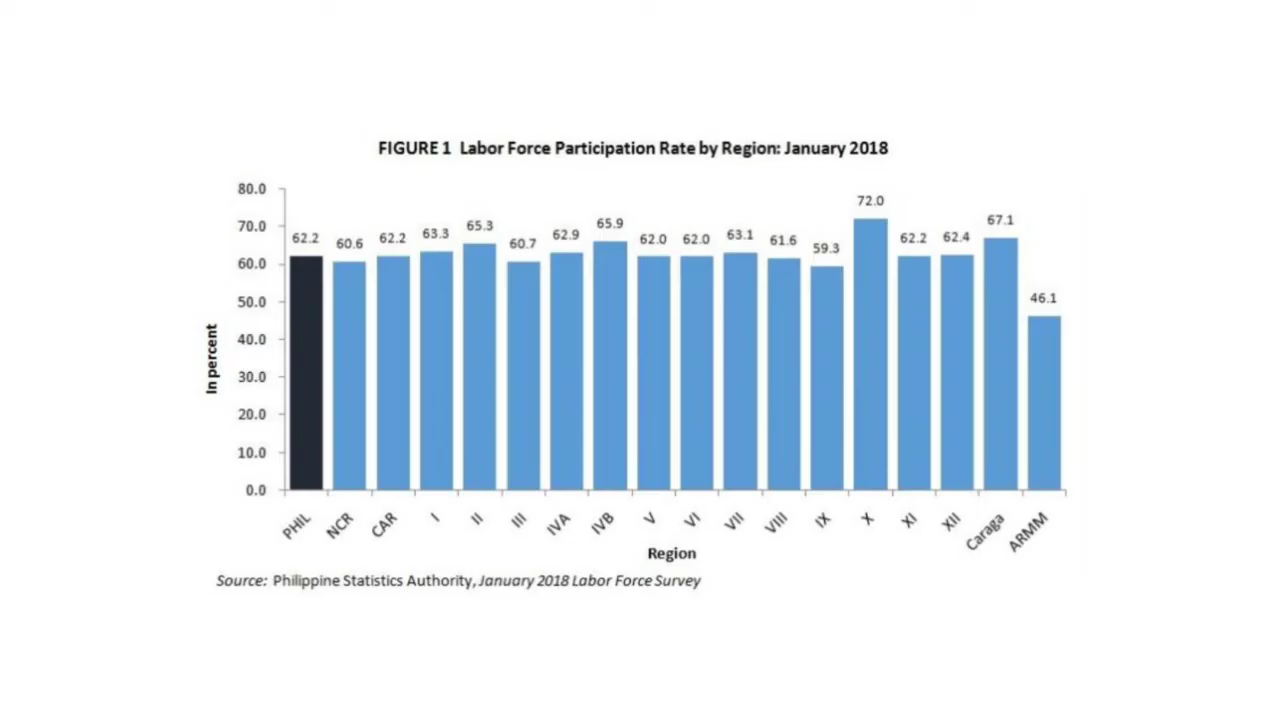 FIGURE 1 Labor Force Participation Rate by Region: January 2018
80.0
70.0
60.0
50.0
40.0
30.0
20.0
10.0
0.0
In percent
62.2
60.6
62.2
63.3
65.3
60.7
62.9
65.9
62.0
62.0
63.1
61.6
59.3
72.0
62.2
62.4
67.1
46.1
PHIL
NCR
CAR
I
II
III
IVA
IVB
V
VI
VII
VIII
IX
X
XI
XII
Caraga
ARMM
Region
Source: Philippine Statistics Authority, January 2018 Labor Force Survey